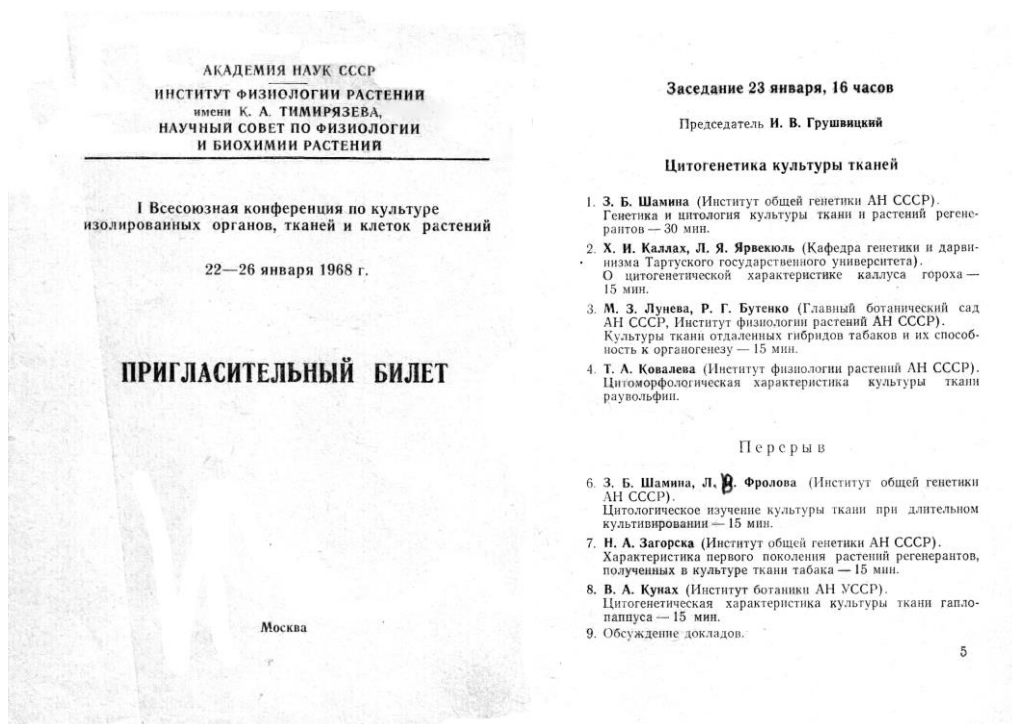 АКАДЕМИЯ НАУК СССР
ИНСТИТУТ ФИЗИОЛОГИИ РАСТЕНИЙ
имени К. А. ТИМИРЯЗЕВА,
НАУЧНЫЙ СОВЕТ ПО ФИЗИОЛОГИИ
И БИОХИМИИ РАСТЕНИЙ
I Всесоюзная конференция по культуре
изолированных органов, тканей и клеток растений
22—26 января 1968 г.
ПРИГЛАСИТЕЛЬНЫЙ БИЛЕТ
Москва
Заседание 23 января, 16 часов
Председатель И. В. Грушвицкий
Цитогенетика культуры тканей
1. З. Б. Шамина (Институт общей генетики АН СССР).
Генетика и цитология культуры ткани и растений регене-
рантов — 30 мин.
2. Х. И. Каллах, Л. Я. Ярвекюль (Кафедра генетики и дарви-
низма Тартуского государственного университета).
О цитогенетической характеристике каллуса гороха —
15 мин.
3. М. З. Лунева, Р. Г. Бутенко (Главный ботанический сад
АН СССР, Институт физиологии растений АН СССР).
Культуры ткани отдаленных гибридов табаков и их способ-
ность к органогенезу — 15 мин.
4. Т. А. Ковалева (Институт физиологии растений АН СССР).
Цитоморфологическая характеристика культуры ткани
раувольфии.
Перерыв
6. З. Б. Шамина, Л. В. Фролова (Институт общей генетики
АН СССР).
Цитологическое изучение культуры ткани при длительном
культивировании — 15 мин.
7. Н. А. Загорска (Институт общей генетики АН СССР).
Характеристика первого поколения растений регенерантов,
полученных в культуре ткани табака — 15 мин.
8. В. А. Кунах (Институт ботаники АН УССР).
Цитогенетическая характеристика культуры ткани гапло-
паппуса — 15 мин.
9. Обсуждение докладов.
5